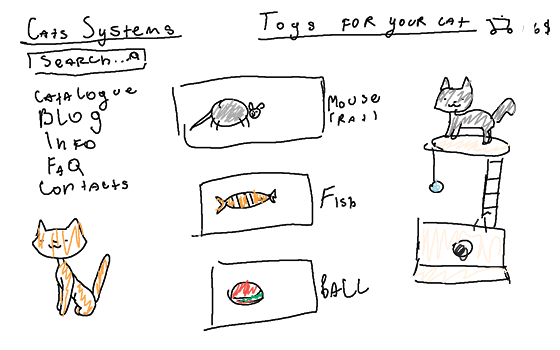 Cats Systems
Toys FOR YOUR CAT
6$
SEARCH...
CATALOGUE
BLOG
INFO
FAQ
CONTACTS
MOUSE
(RAT)
FISh
BALL